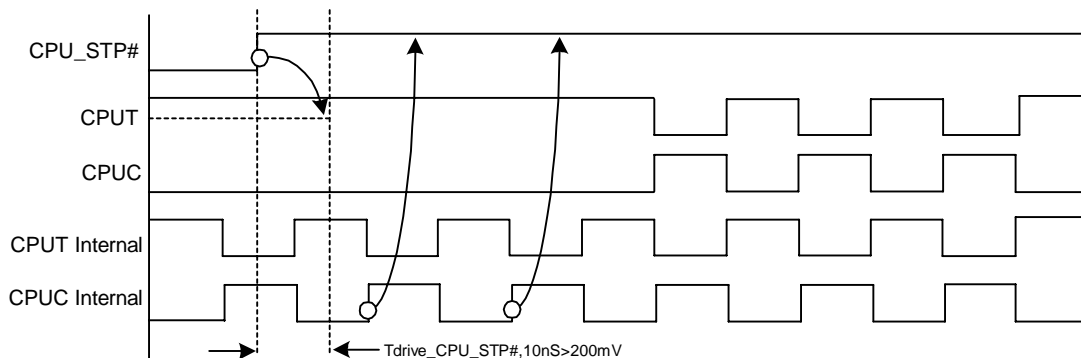 CPU_STP#
CPUT
CPUC
CPUT Internal
CPUC Internal
Tdrive_CPU_STP#,10nS>200mV